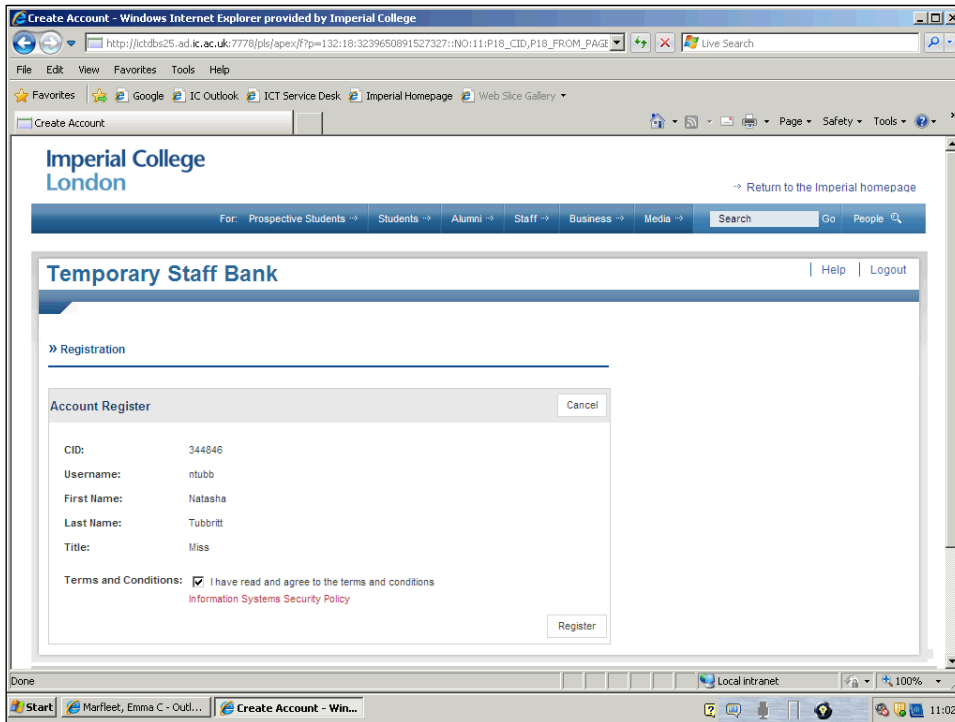 Create Account - Windows Internet Explorer provided by Imperial College
http://ictdbs25.ad.ic.ac.uk:7778/pls/apex/f?p=132:18:3239650891527327::NO:11:P18_CID,P18_FROM_PAGE
Live Search
File Edit View Favorites Tools Help
Favorites Google IC Outlook ICT Service Desk Imperial Homepage Web Slice Gallery
Create Account
Page Safety Tools
Imperial College
London
Return to the Imperial homepage
For: Prospective Students Students Alumni Staff Business Media Search Go People
Temporary Staff Bank
Help Logout
» Registration
Account Register Cancel
CID: 344846
Username: ntubb
First Name: Natasha
Last Name: Tubbritt
Title: Miss
Terms and Conditions: I have read and agree to the terms and conditions
Information Systems Security Policy
Register
Done Local intranet 100%
Start Marfleet, Emma C - Outl... Create Account - Win... 11:02